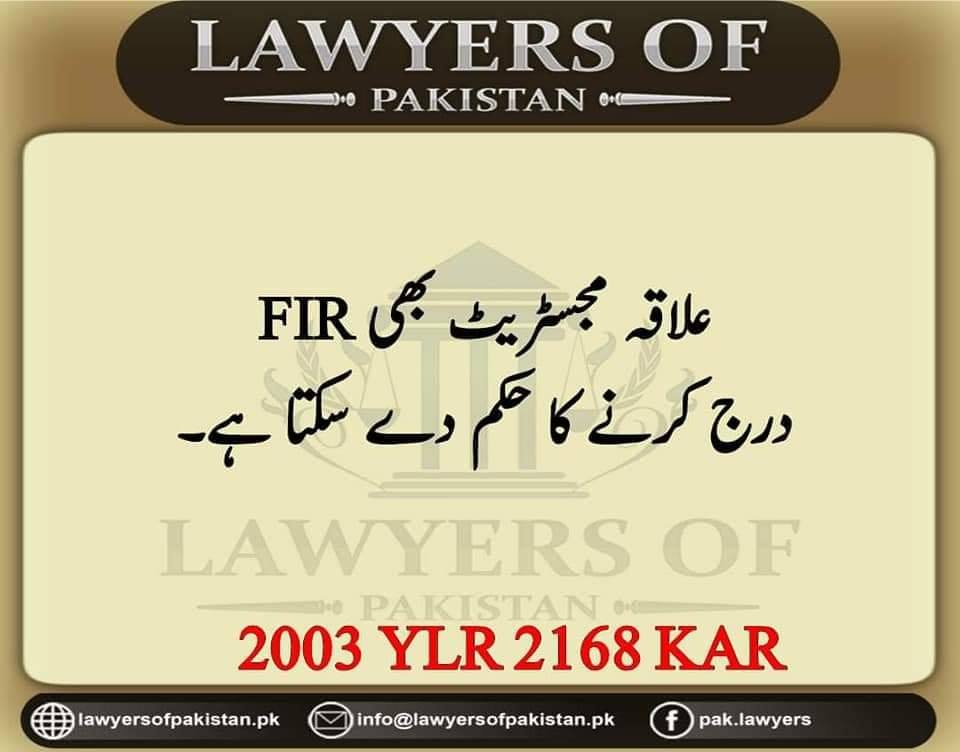 LAWYERS OF
PAKISTAN
علاقہ مجسٹریٹ بھی FIR
درج کرنے کا حکم دے سکتا ہے۔
LAWYERS OF
PAKISTAN
2003 YLR 2168 KAR
lawyersofpakistan.pk info@lawyersofpakistan.pk f pak.lawyers